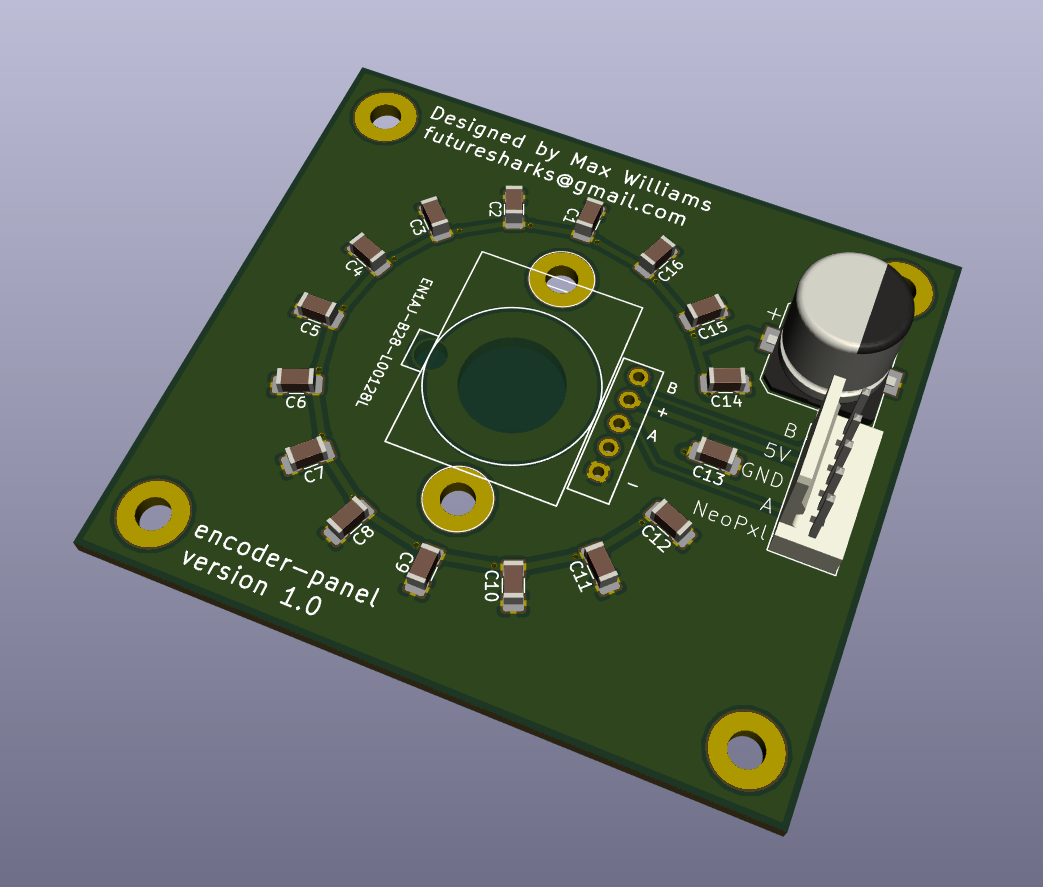 Designed by Max Williams
futuresharks@gmail.com
C2
C1
C3
C16
C4
C15
C5
EN1AJ-B28-L00128L
+
C6
C14
B
+
A
−
B
5V
GND
A
NeoPxl
C13
C7
C8
C12
C9
C10
C11
encoder-panel
version 1.0